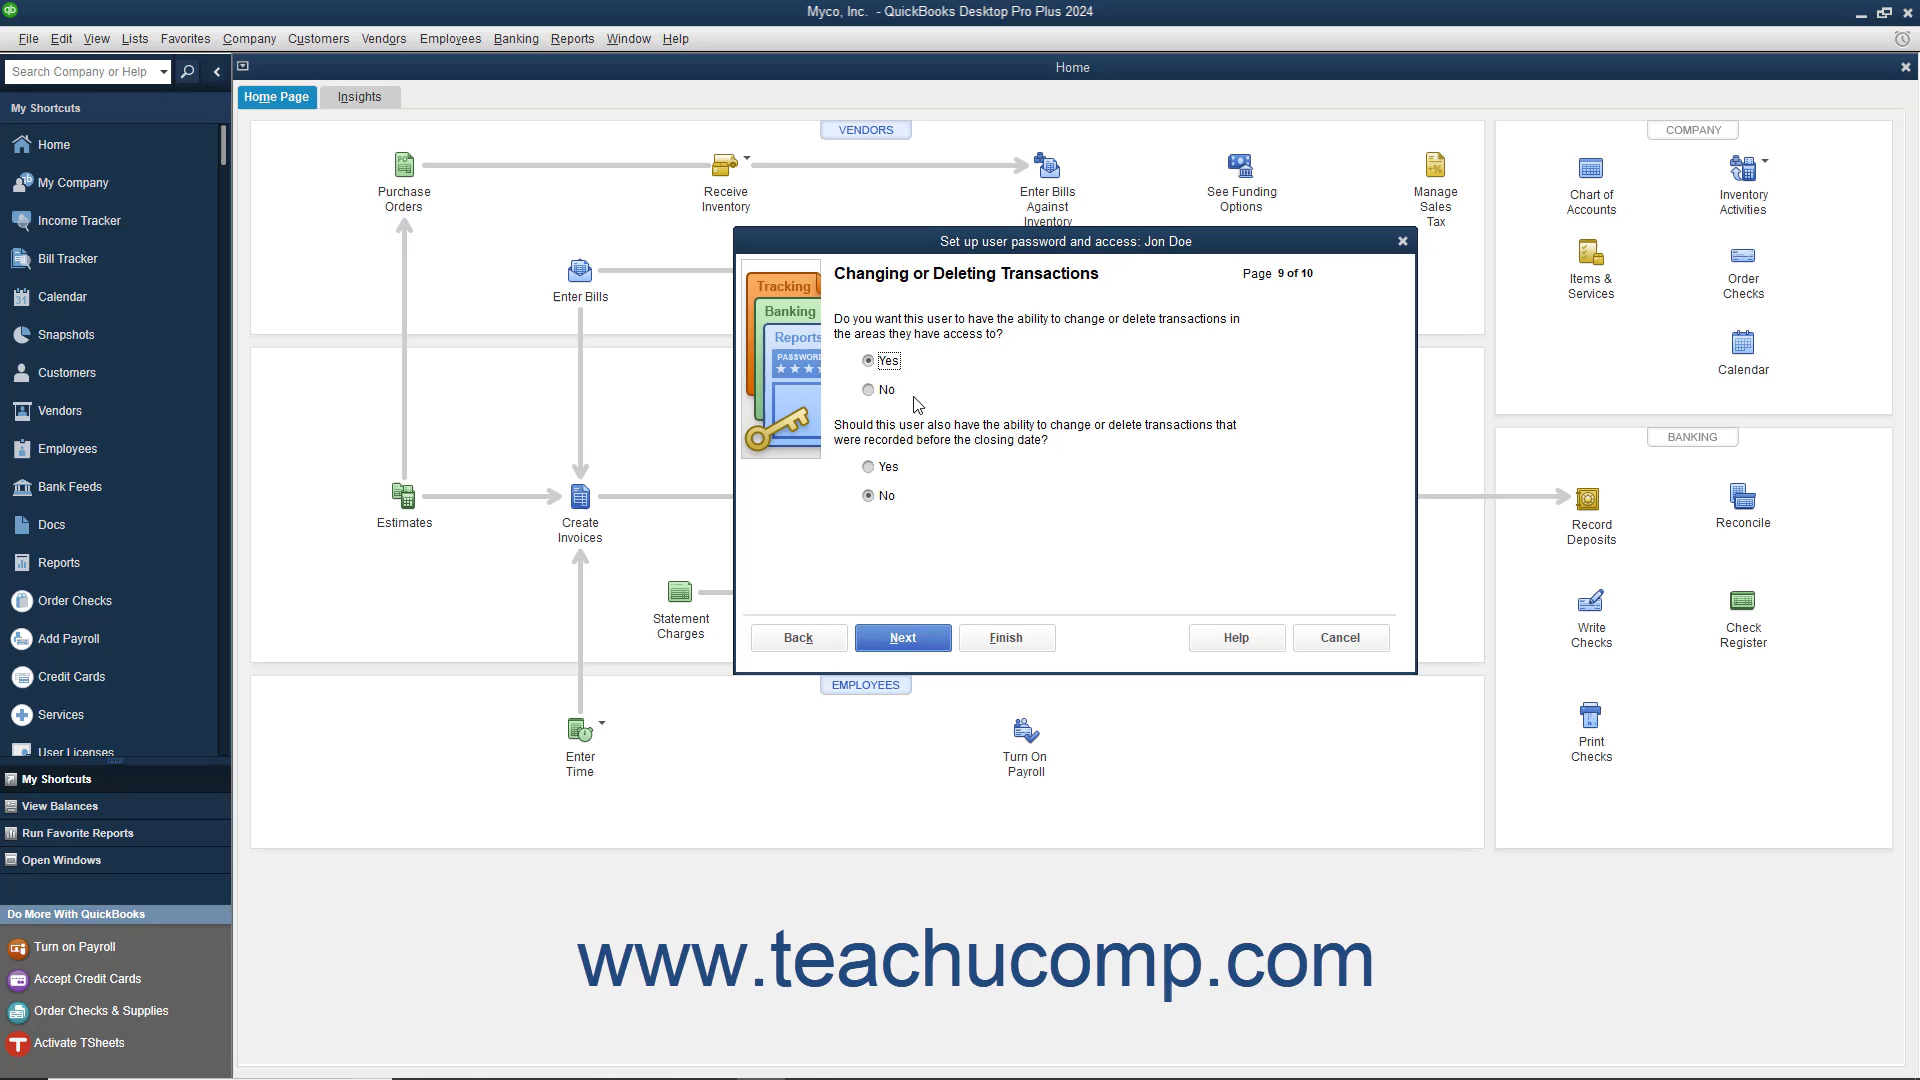 Myco, Inc.  - QuickBooks Desktop Pro Plus 2024
File Edit View Lists Favorites Company Customers Vendors Employees Banking Reports Window Help
Search Company or Help
Home
My Shortcuts
Home
My Company
Income Tracker
Bill Tracker
Calendar
Snapshots
Customers
Vendors
Employees
Bank Feeds
Docs
Reports
Order Checks
Add Payroll
Credit Cards
Services
User Licenses
My Shortcuts
View Balances
Run Favorite Reports
Open Windows
Do More With QuickBooks
Turn on Payroll
Accept Credit Cards
Order Checks & Supplies
Activate TSheets
Home Page
Insights
VENDORS
Purchase
Orders
Receive
Inventory
Enter Bills
Against
Inventory
See Funding
Options
Manage
Sales
Tax
Enter Bills
Estimates
Create
Invoices
Statement
Charges
EMPLOYEES
Enter
Time
Turn On
Payroll
COMPANY
Chart of
Accounts
Inventory
Activities
Items &
Services
Order
Checks
Calendar
BANKING
Record
Deposits
Reconcile
Write
Checks
Check
Register
Print
Checks
Set up user password and access: Jon Doe
Tracking
Banking
Reports
PASSWORD
Changing or Deleting Transactions
Page 9 of 10
Do you want this user to have the ability to change or delete transactions in
the areas they have access to?
Yes
No
Should this user also have the ability to change or delete transactions that
were recorded before the closing date?
Yes
No
Back
Next
Finish
Help
Cancel
www.teachucomp.com